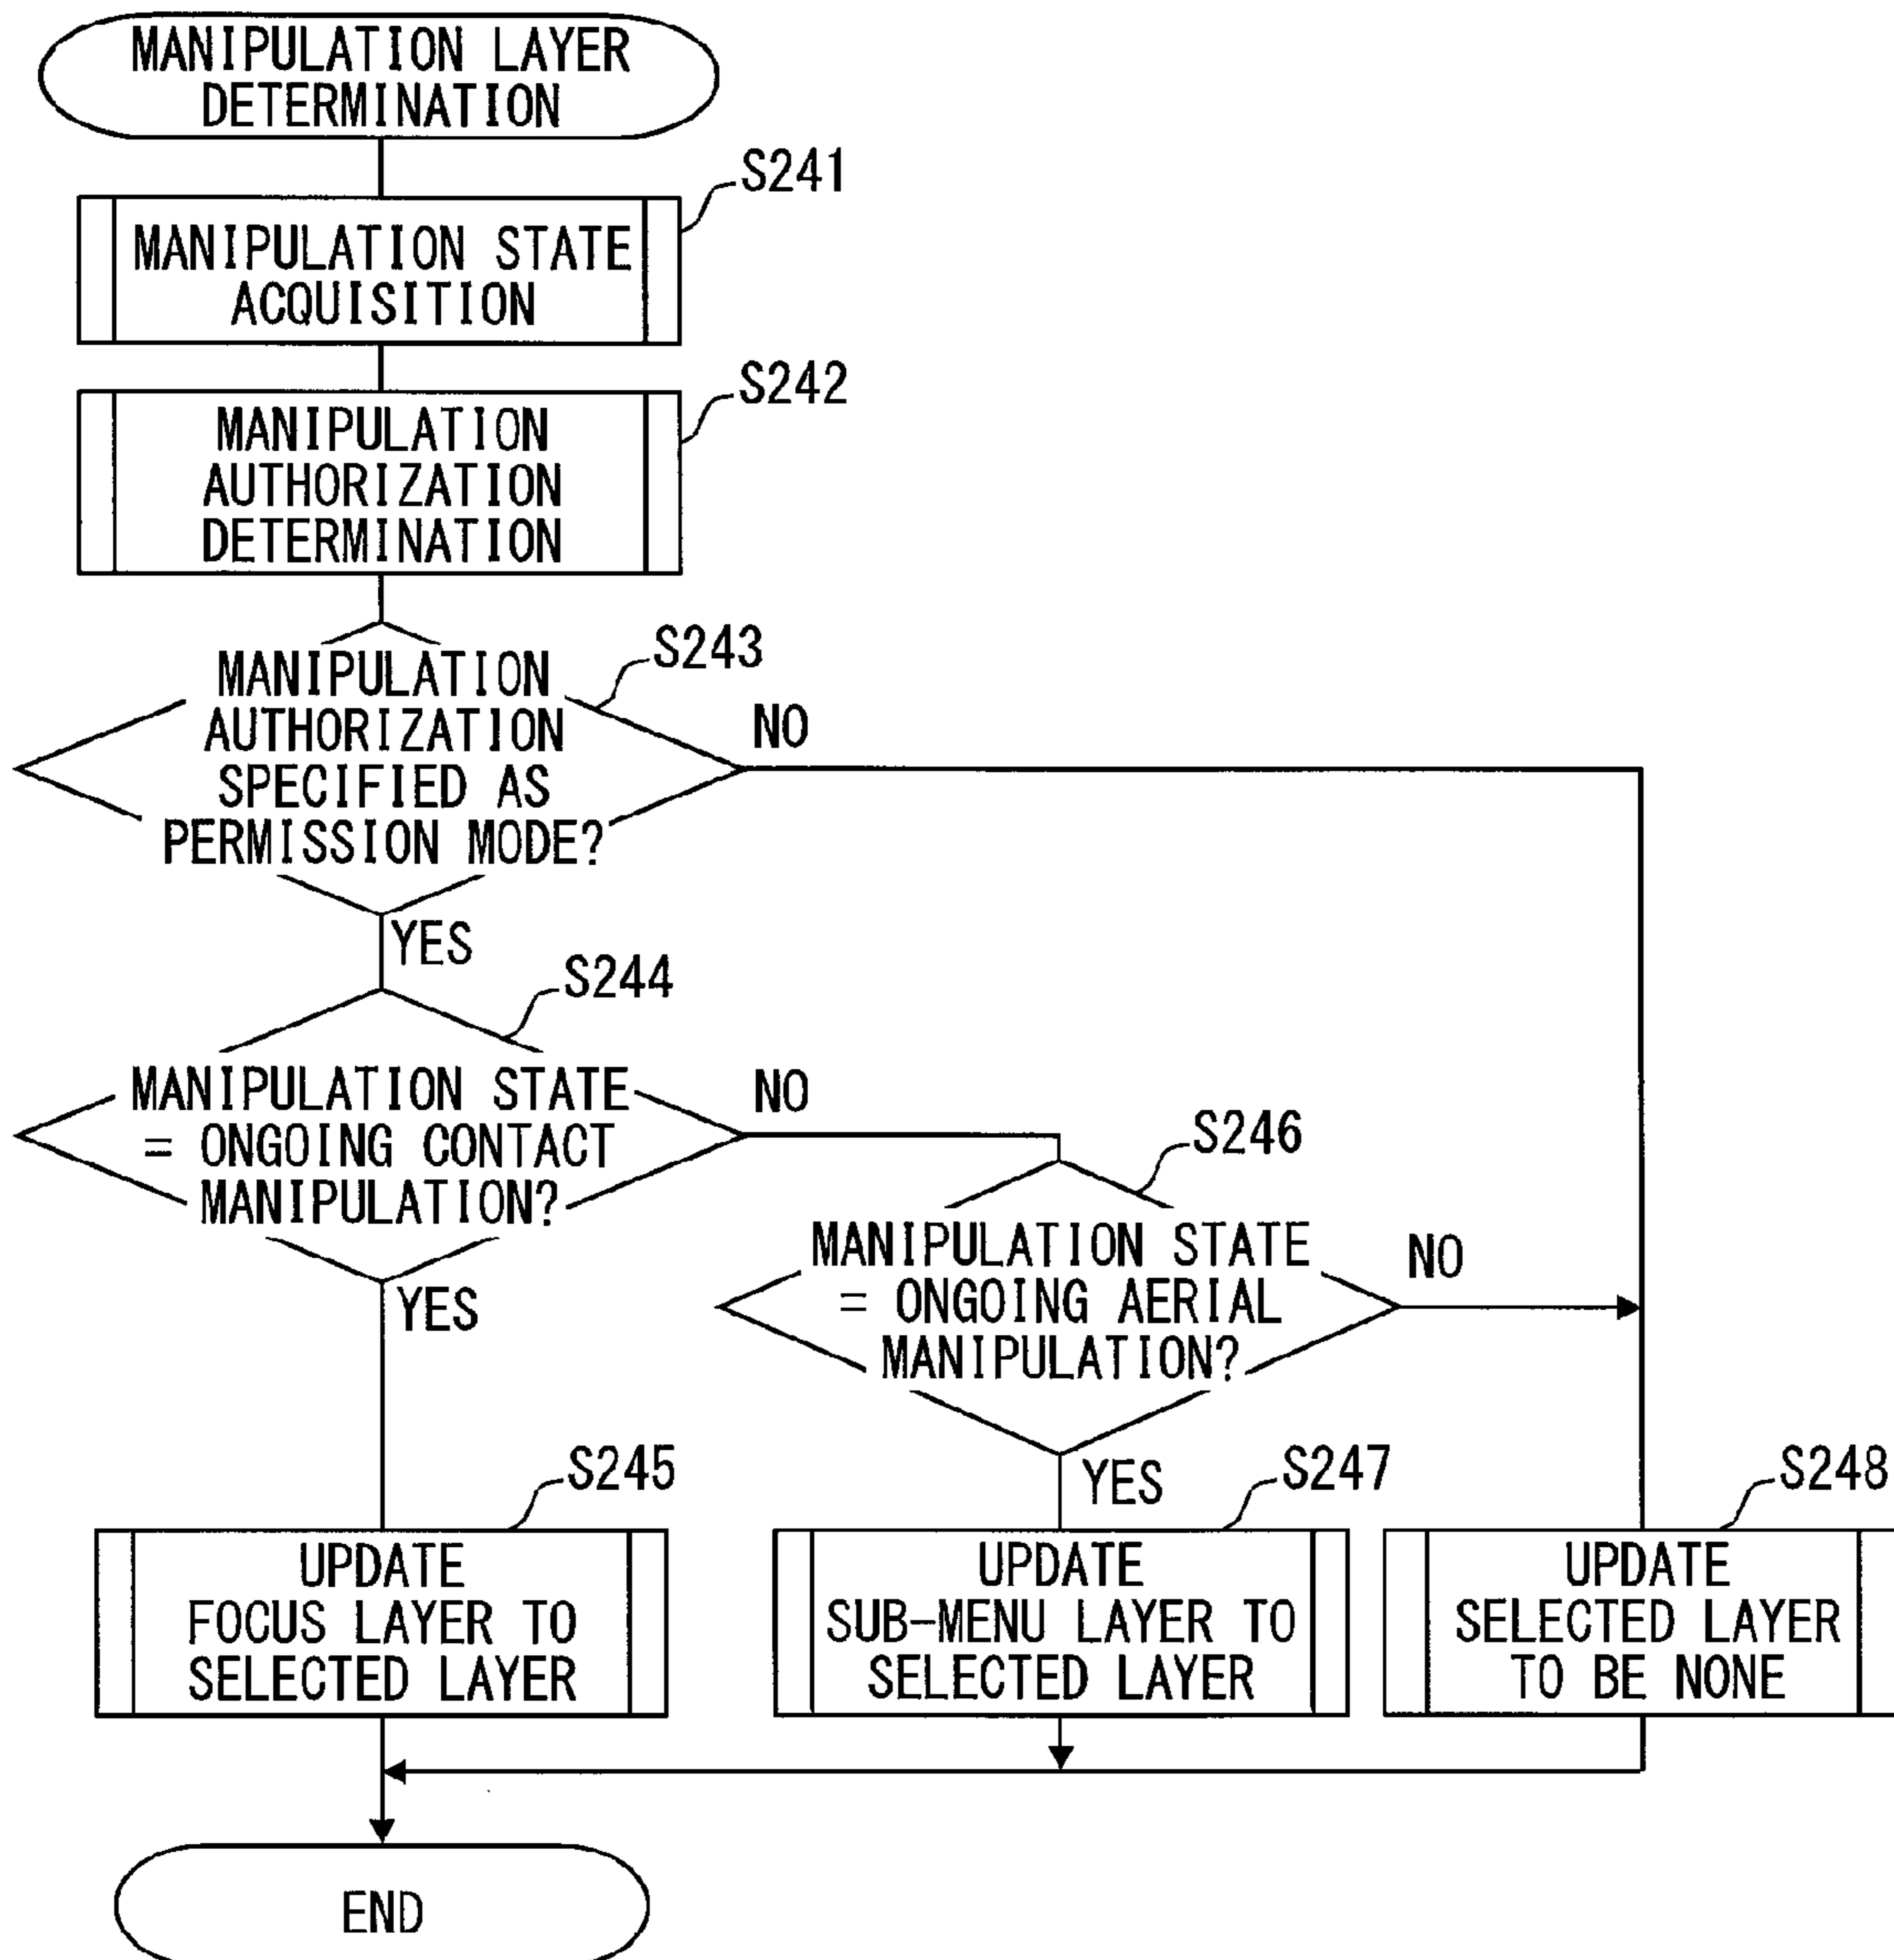 MANIPULATION LAYER
DETERMINATION
S241
MANIPULATION STATE
ACQUISITION
S242
MANIPULATION
AUTHORIZATION
DETERMINATION
S243
MANIPULATION
AUTHORIZATION
SPECIFIED AS
PERMISSION MODE?
NO
YES
S244
MANIPULATION STATE
= ONGOING CONTACT
MANIPULATION?
NO
YES
S246
MANIPULATION STATE
= ONGOING AERIAL
MANIPULATION?
NO
YES
S245
UPDATE
FOCUS LAYER TO
SELECTED LAYER
S247
UPDATE
SUB-MENU LAYER TO
SELECTED LAYER
S248
UPDATE
SELECTED LAYER
TO BE NONE
END